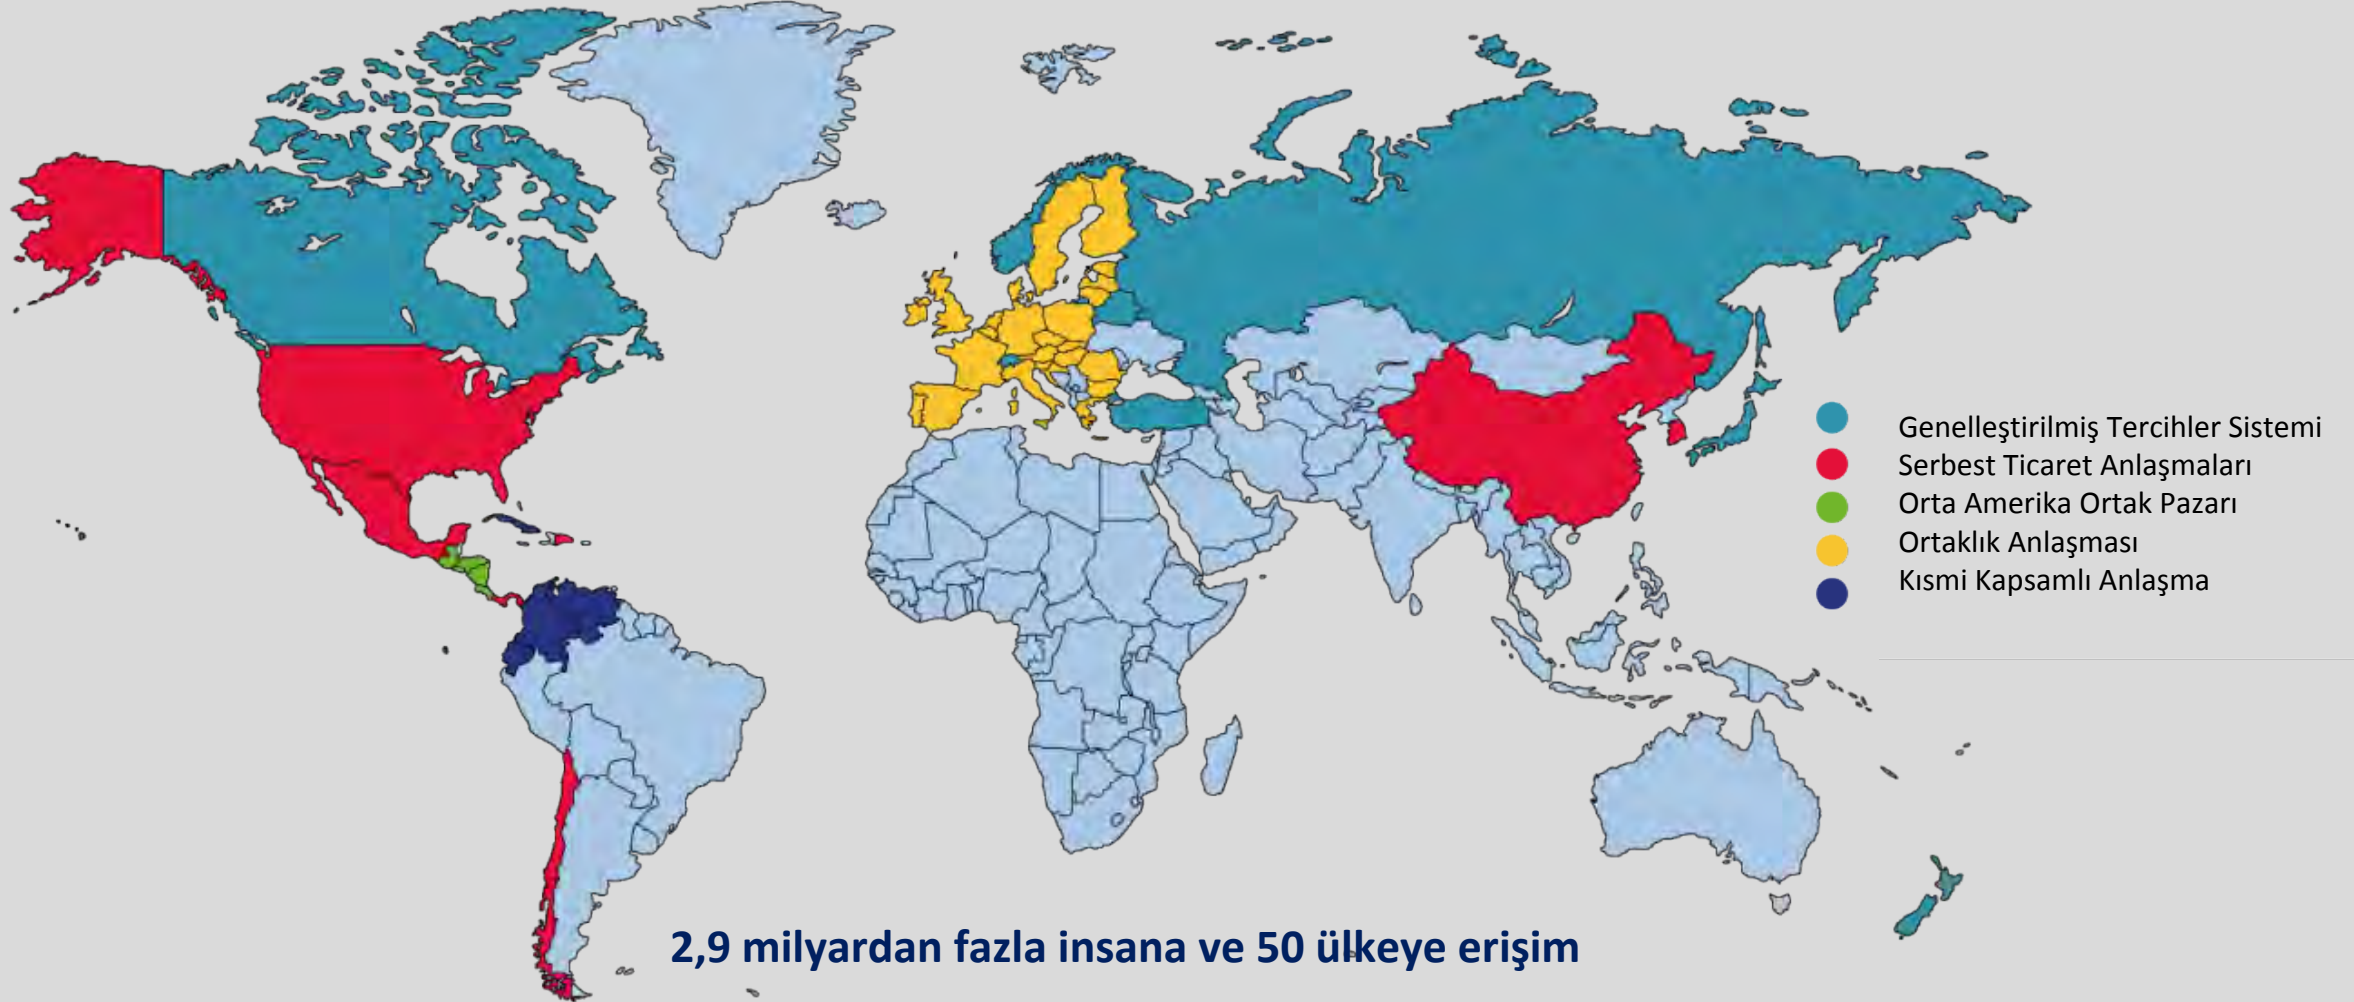 Genelleştirilmiş Tercihler Sistemi
Serbest Ticaret Anlaşmaları
Orta Amerika Ortak Pazarı
Ortaklık Anlaşması
Kısmi Kapsamlı Anlaşma
2,9 milyardan fazla insana ve 50 ülkeye erişim